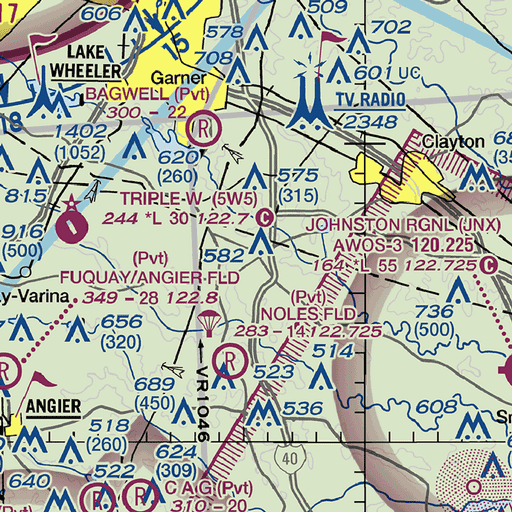 17
606
578
509
702
15
LAKE
WHEELER
708
Garner
601 UC
BAGWELL (Pvt)
300 - 22
R
TV, RADIO
2348
18
1402
(1052)
620
(260)
Clayton
815
575
(315)
TRIPLE-W (5W5)
244 *L 30 122.7 C
916
(500)
JOHNSTON RGNL (JNX)
AWOS-3 120.225
164 *L 55 122.725 C
582
(Pvt)
FUQUAY/ANGIER FLD
349 - 28 122.8
y-Varina
(Pvt)
NOLES FLD
283 - 14 122.725
736
(500)
656
(320)
R
R
VR1046
514
523
689
(450)
ANGIER
536
608
518
(260)
624
(309)
40
640
522
R
R
C A G (Pvt)
310 - 20